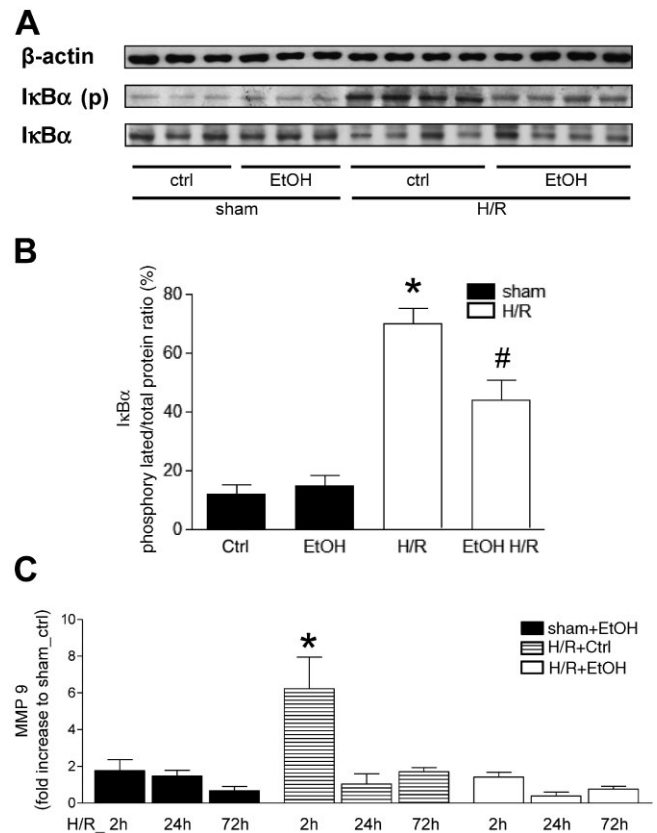 A
β-actin
IκBα (p)
IκBα
ctrl EtOH ctrl EtOH
sham H/R
B
IκBα
phosphory lated/total protein ratio (%)
80
60
40
20
0
* 
#
sham
H/R
Ctrl EtOH H/R EtOH H/R
C
MMP 9
(fold increase to sham_ctrl)
10
8
6
4
2
0
*
sham+EtOH
H/R+Ctrl
H/R+EtOH
H/R_ 2h 24h 72h 2h 24h 72h 2h 24h 72h